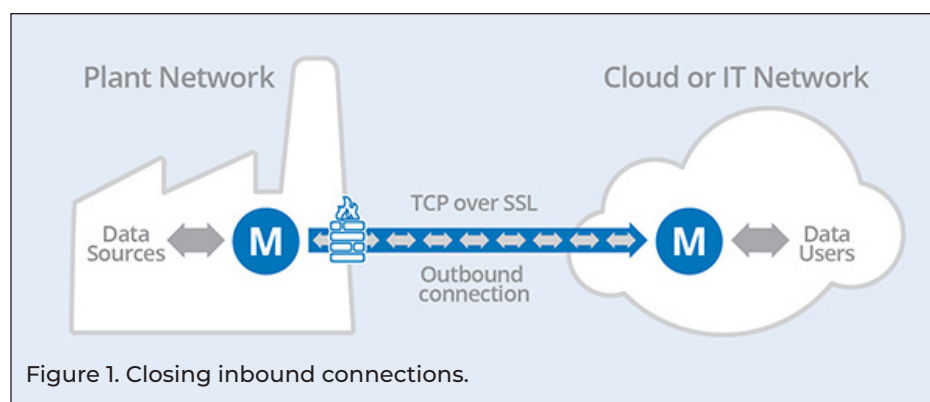 Plant Network
Cloud or IT Network
Data
Sources
M
TCP over SSL
Outbound
connection
M
Data
Users
Figure 1. Closing inbound connections.